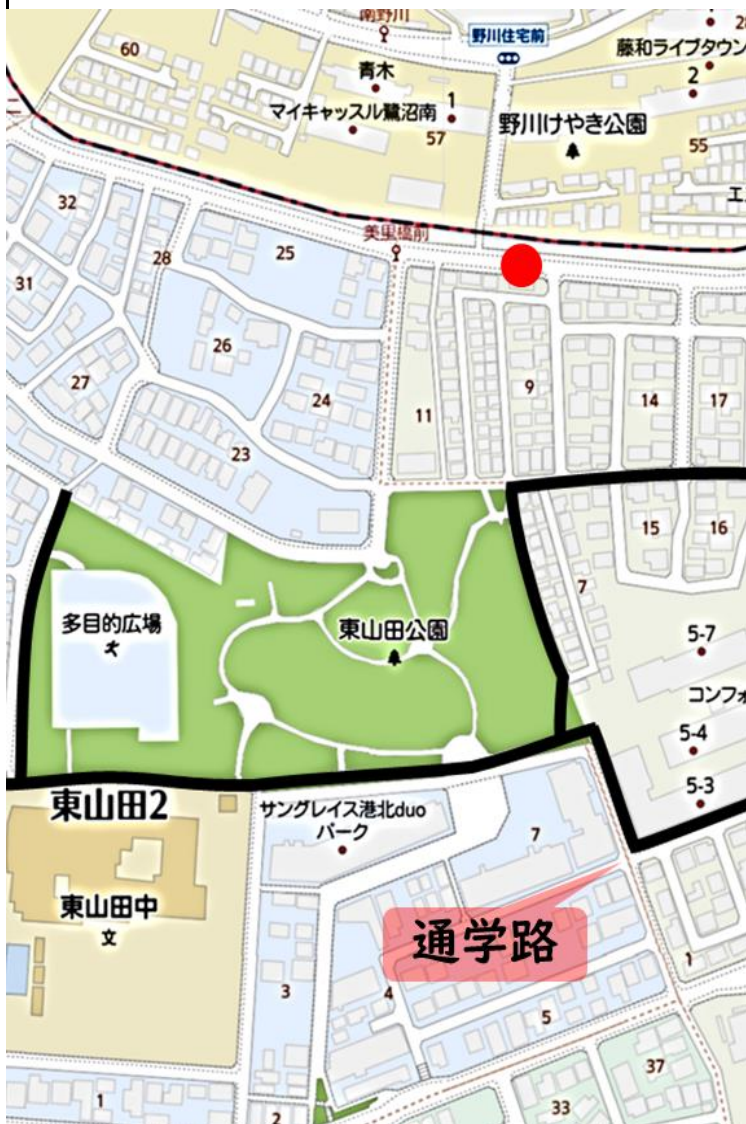 南野川
野川住宅前
60
青木
藤和ライブタウン
2
マイキャッスル鷺沼南
1
野川けやき公園
57
55
32
美里橋前
25
28
31
26
27
24
9
14
17
11
23
15
16
7
多目的広場
東山田公園
5-7
コンフォ
5-4
5-3
東山田2
サングレイス港北duo
パーク
7
東山田中
文
通学路
1
3
4
5
37
1
2
33